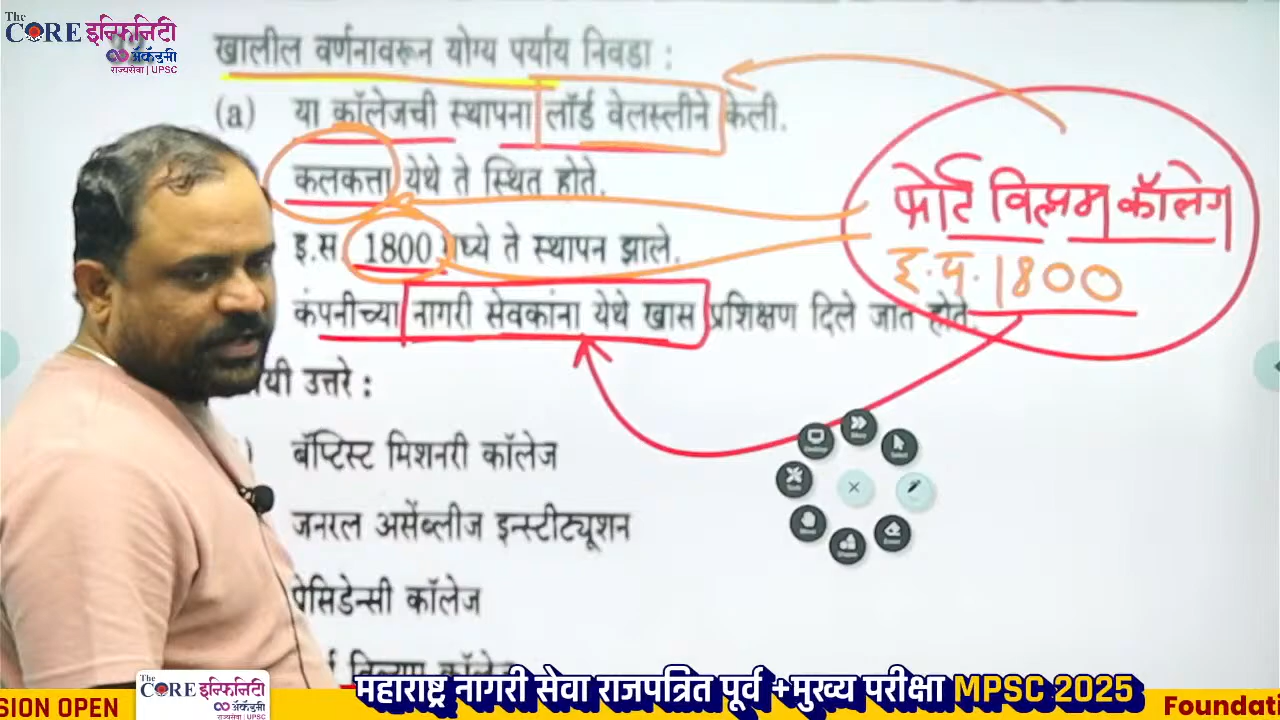 The
CORE इन्फिनिटी
अ‍ॅकॅडमी
राज्यसेवा | UPSC
खालील वर्णनावरून योग्य पर्याय निवडा :
(a) या कॉलेजची स्थापना लॉर्ड वेलस्लीने केली.
कलकत्ता येथे ते स्थित होते.
इ.स 1800 मध्ये ते स्थापन झाले.
कंपनीच्या नागरी सेवकांना येथे खास प्रशिक्षण दिले जात होते.
फोर्ट विल्यम कॉलेज
इ.स. 1800
यी उत्तरे :
बॅप्टिस्ट मिशनरी कॉलेज
जनरल असेंब्लीज इन्स्टीट्यूशन
प्रेसिडेन्सी कॉलेज
विल्यम कॉलेज
The
CORE इन्फिनिटी
अ‍ॅकॅडमी
राज्यसेवा | UPSC
SION OPEN
महाराष्ट्र नागरी सेवा राजपत्रित पूर्व +मुख्य परीक्षा MPSC 2025
Foundati